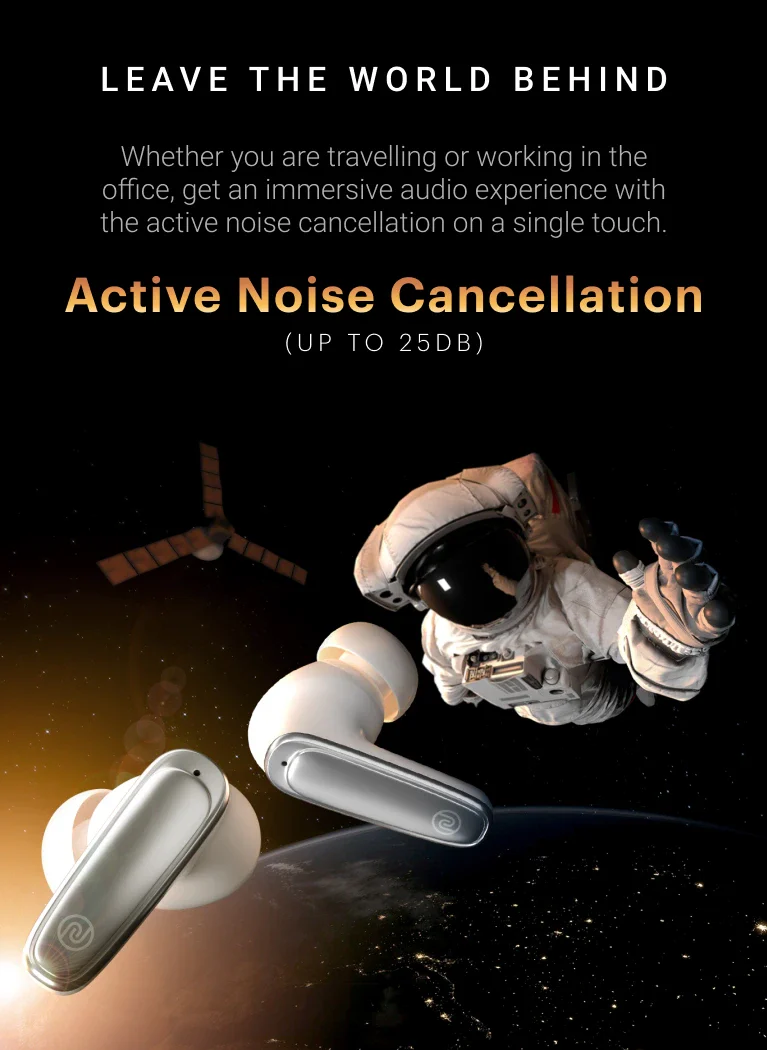 LEAVE THE WORLD BEHIND
Whether you are travelling or working in the
office, get an immersive audio experience with
the active noise cancellation on a single touch.
Active Noise Cancellation
(UP TO 25DB)